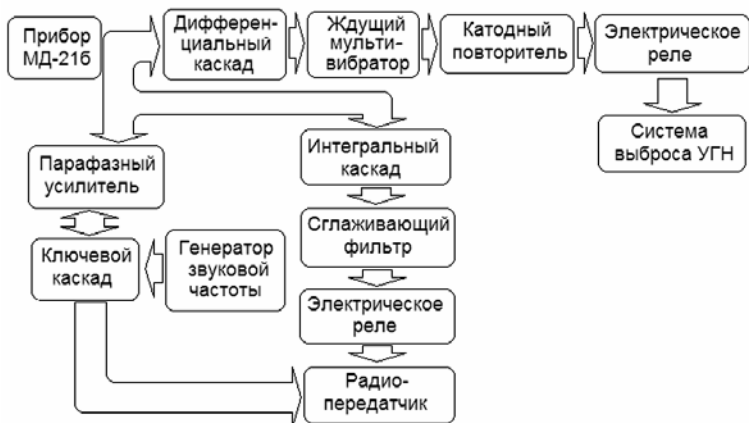 Прибор
МД-21б
Дифферен-
циальный
каскад
Ждущий
мульти-
вибратор
Катодный
повторитель
Электрическое
реле
Система
выброса УГН
Парафазный
усилитель
Интегральный
каскад
Ключевой
каскад
Генератор
звуковой
частоты
Сглаживающий
фильтр
Электрическое
реле
Радио-
передатчик